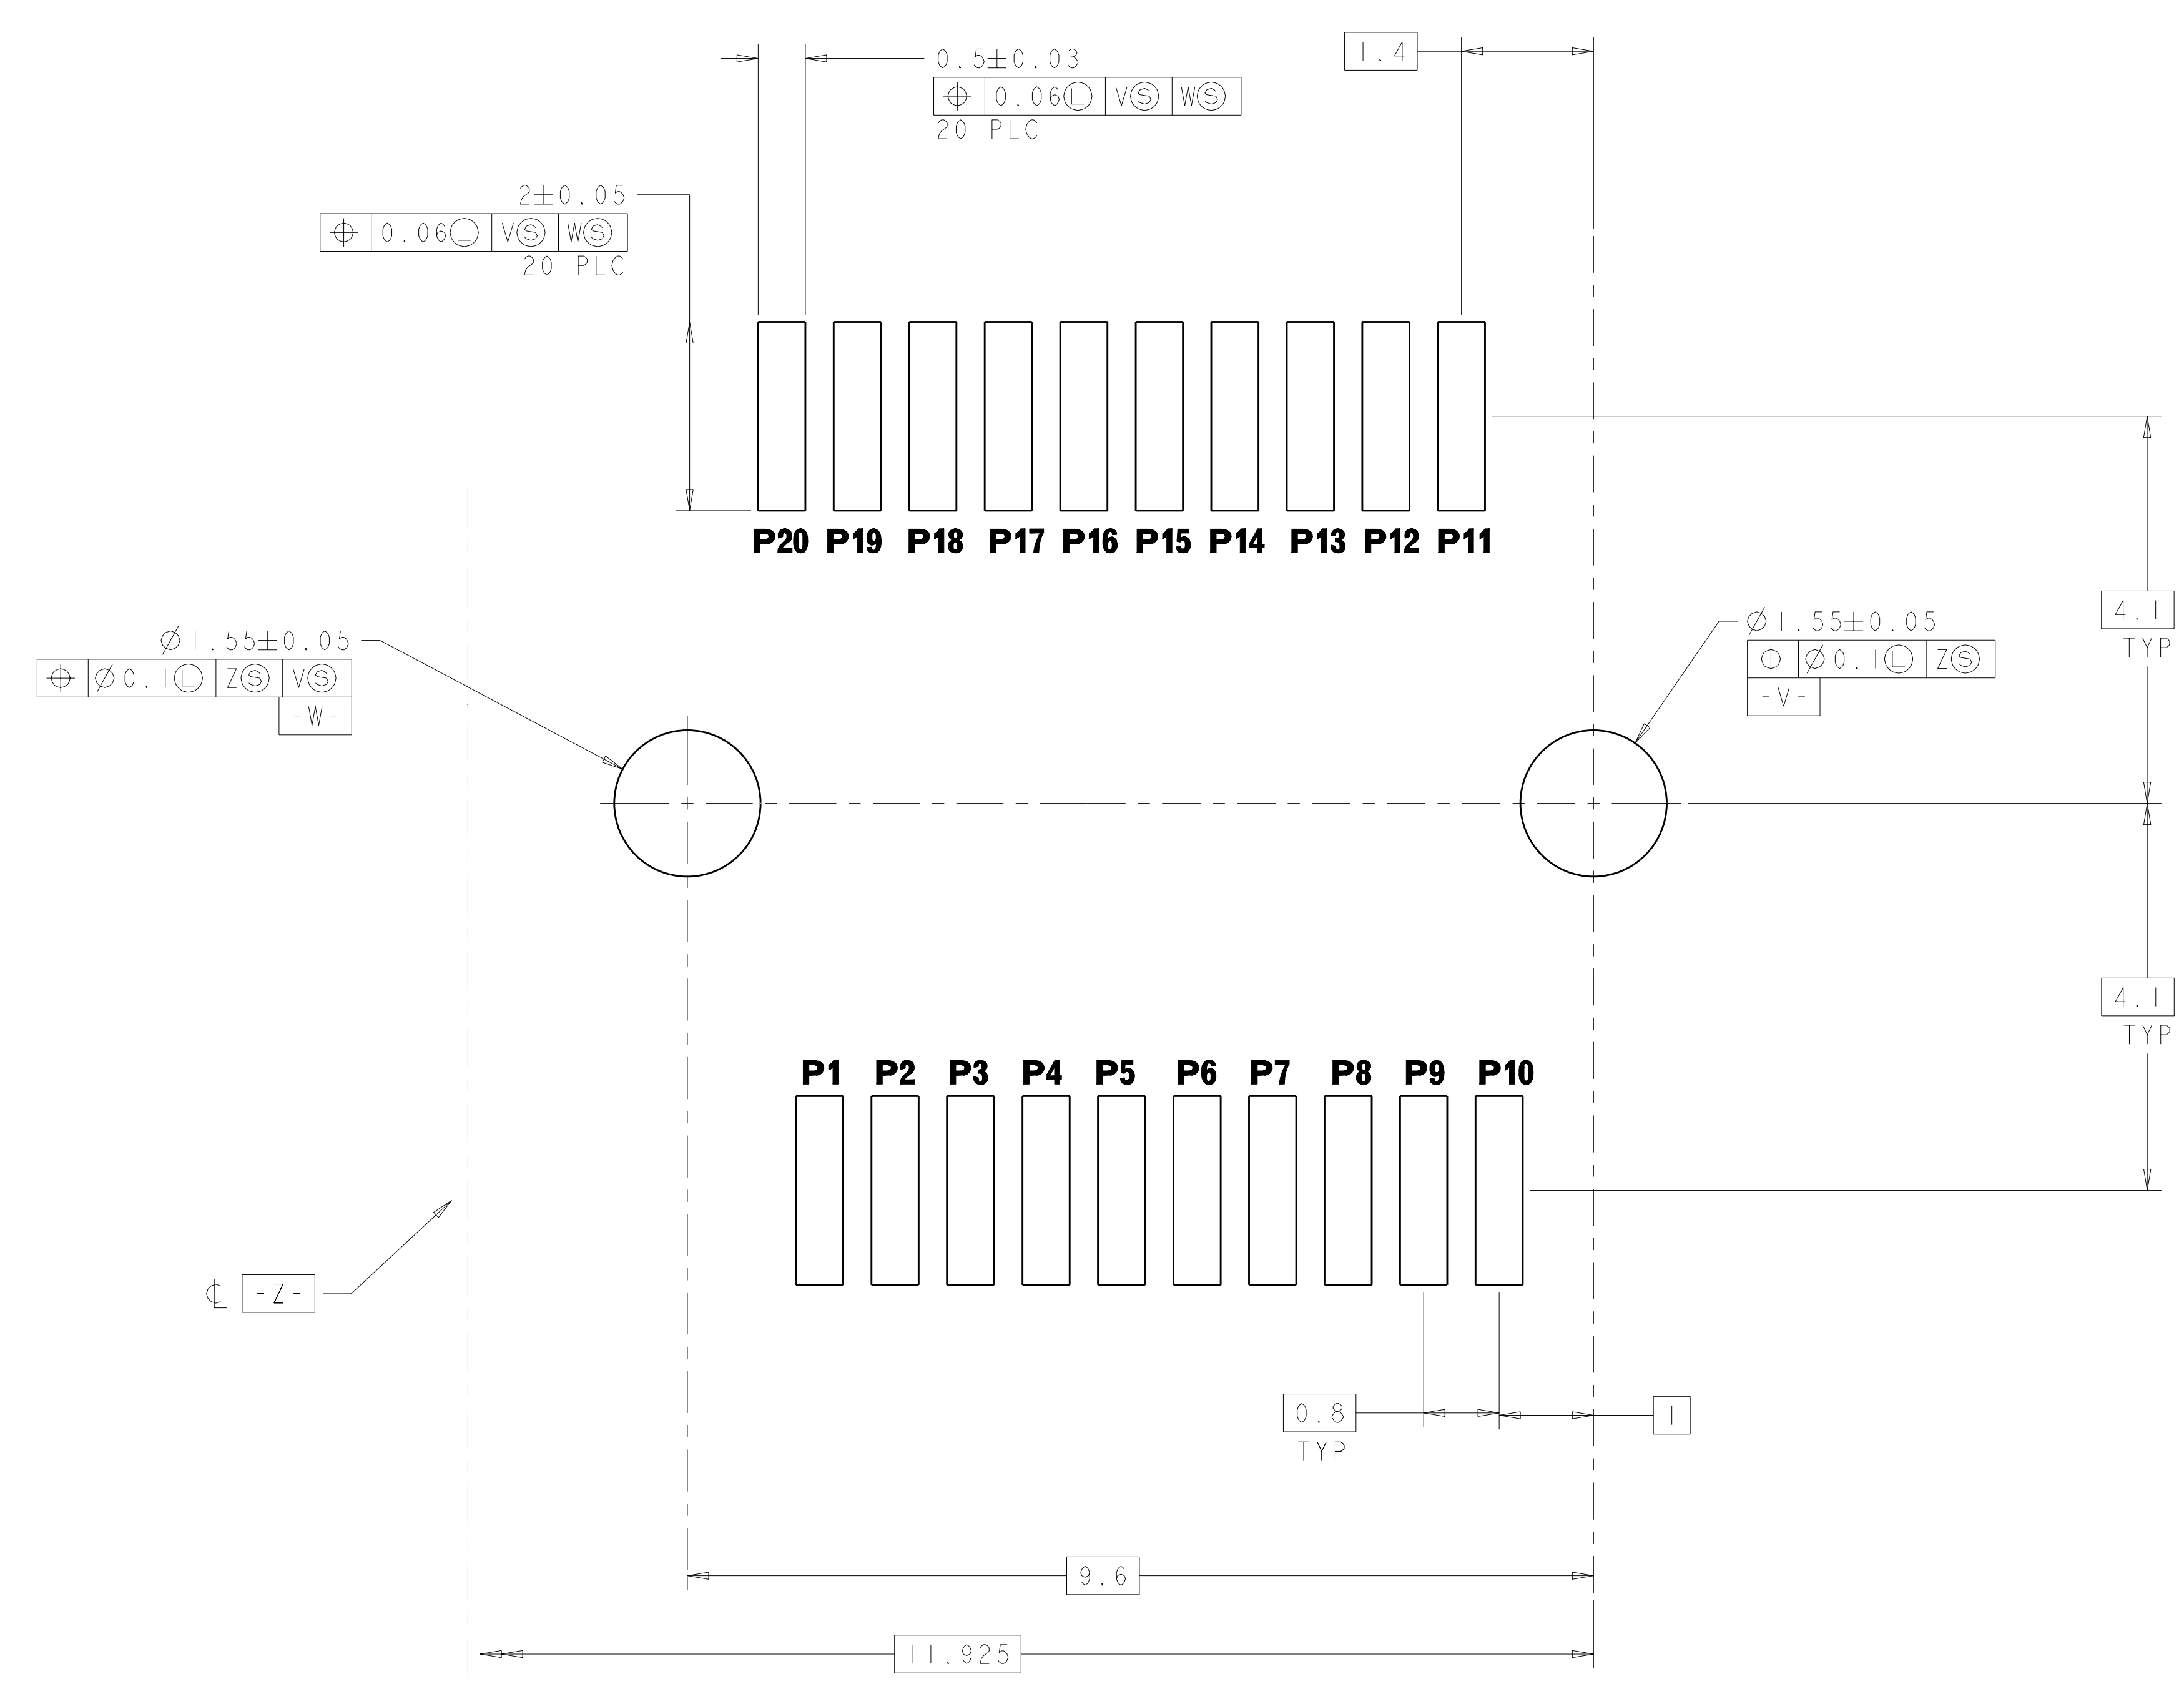 0.5±0.03
⌖ 0.06Ⓛ VⓈ WⓈ
20 PLC
1.4
2±0.05
⌖ 0.06Ⓛ VⓈ WⓈ
20 PLC
P20 P19 P18 P17 P16 P15 P14 P13 P12 P11
4.1
TYP
Ø1.55±0.05
⌖ Ø0.1Ⓛ ZⓈ VⓈ
-W-
Ø1.55±0.05
⌖ Ø0.1Ⓛ ZⓈ
-V-
4.1
TYP
P1 P2 P3 P4 P5 P6 P7 P8 P9 P10
℄ -Z-
0.8
TYP
1
9.6
11.925